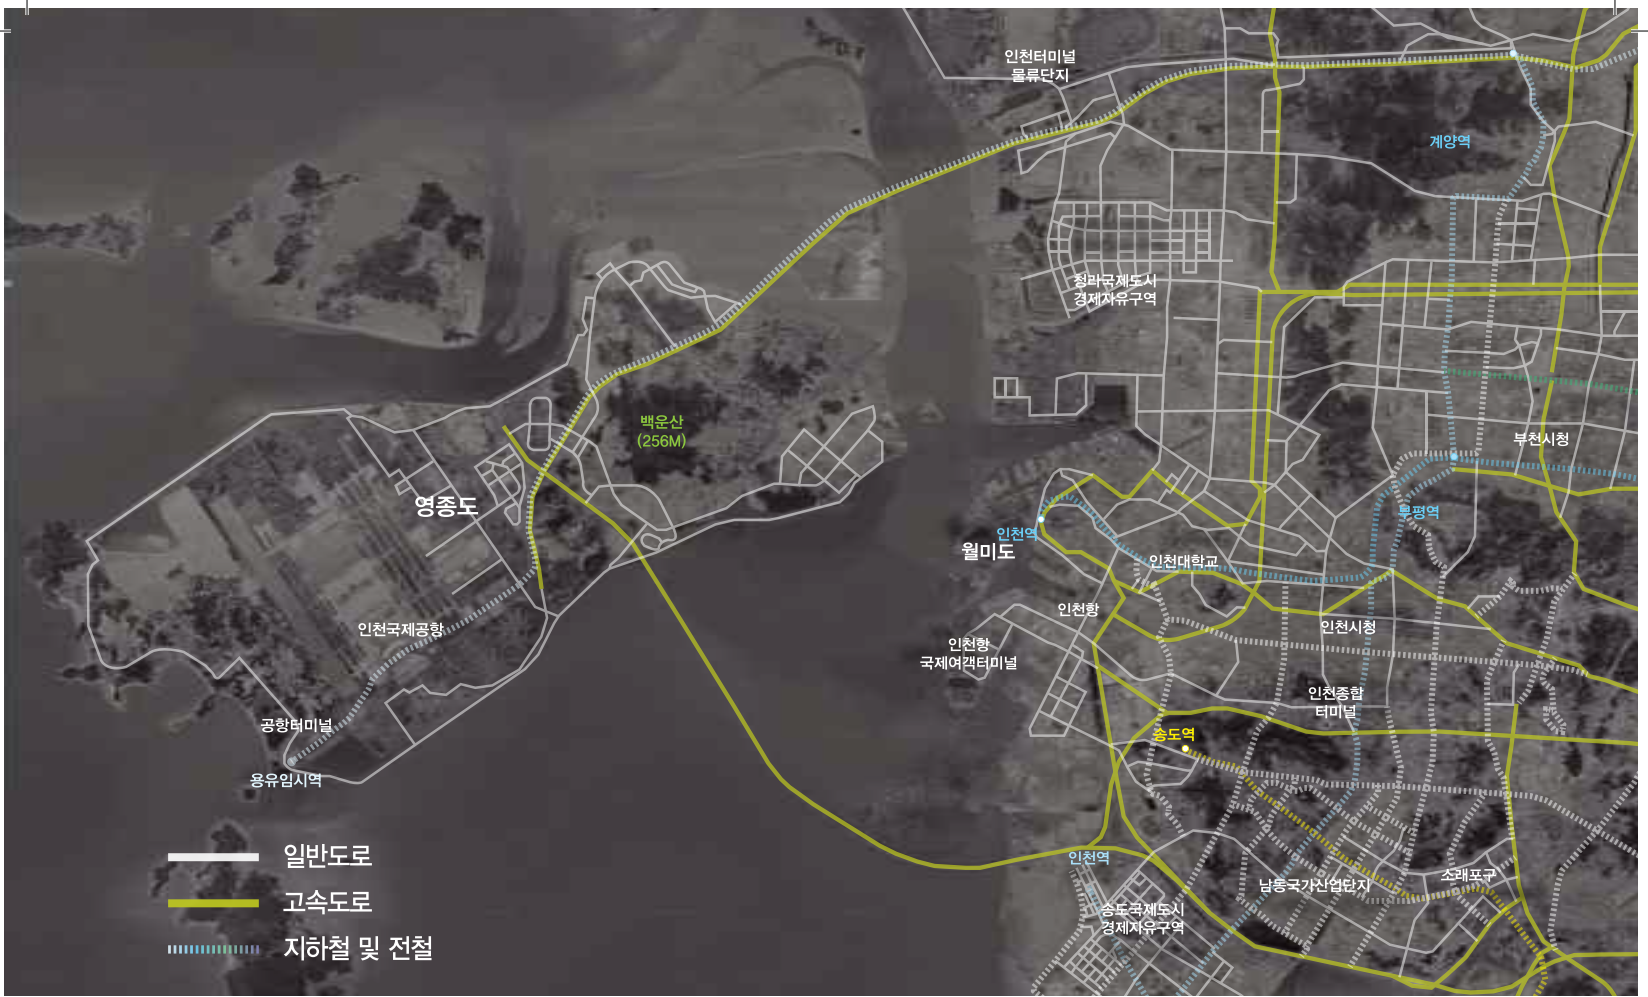 인천터미널
물류단지
계양역
청라국제도시
경제자유구역
백운산
(256M)
부천시청
영종도
인천역
월미도
부평역
인천대학교
인천항
인천시청
인천국제공항
인천항
국제여객터미널
인천종합
터미널
공항터미널
송도역
용유임시역
일반도로
고속도로
지하철 및 전철
인천역
남동국가산업단지
소래포구
송도국제도시
경제자유구역